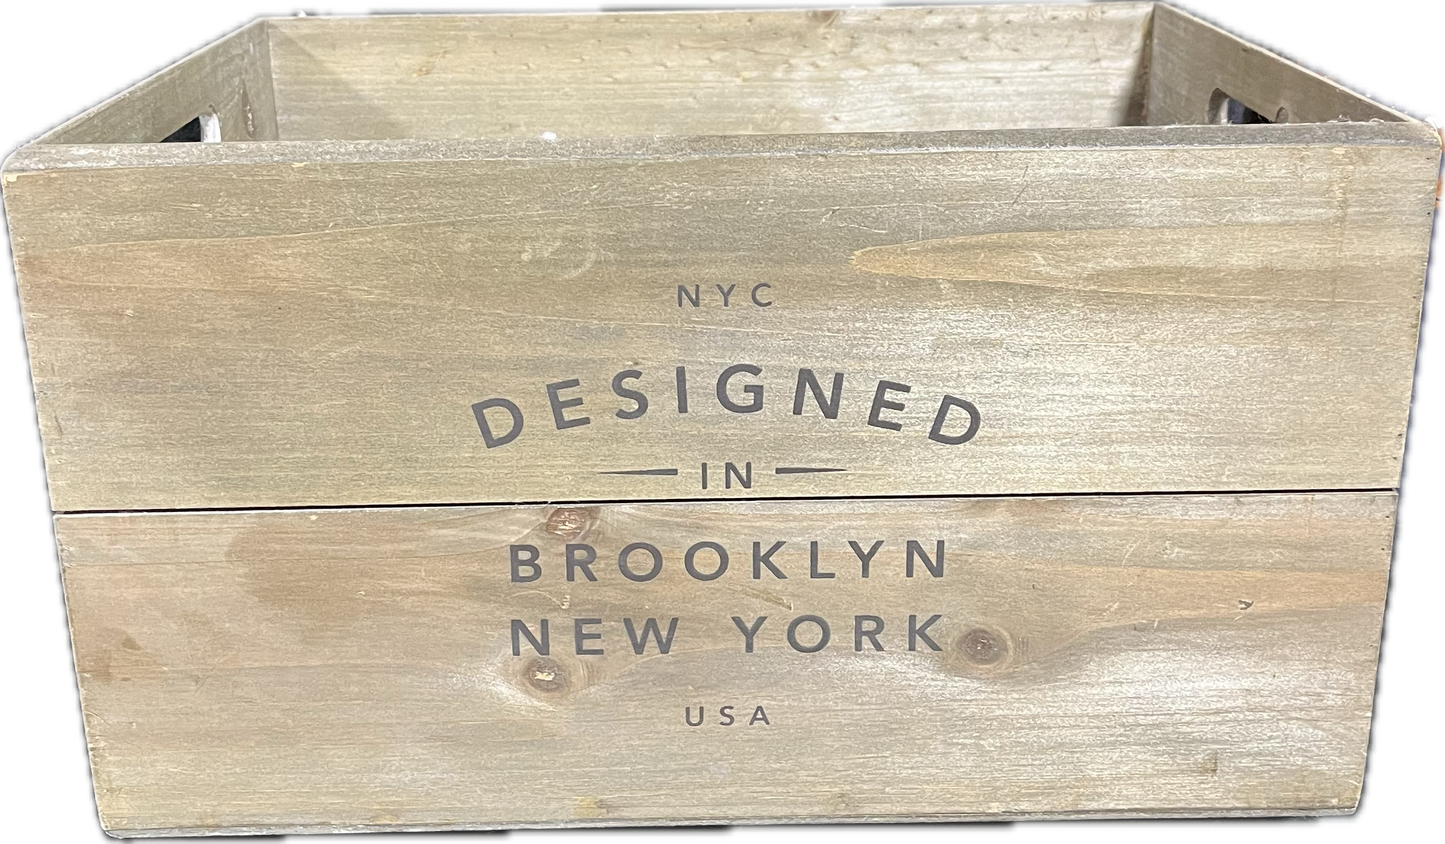 NYC
DESIGNED
IN
BROOKLYN
NEW YORK
USA